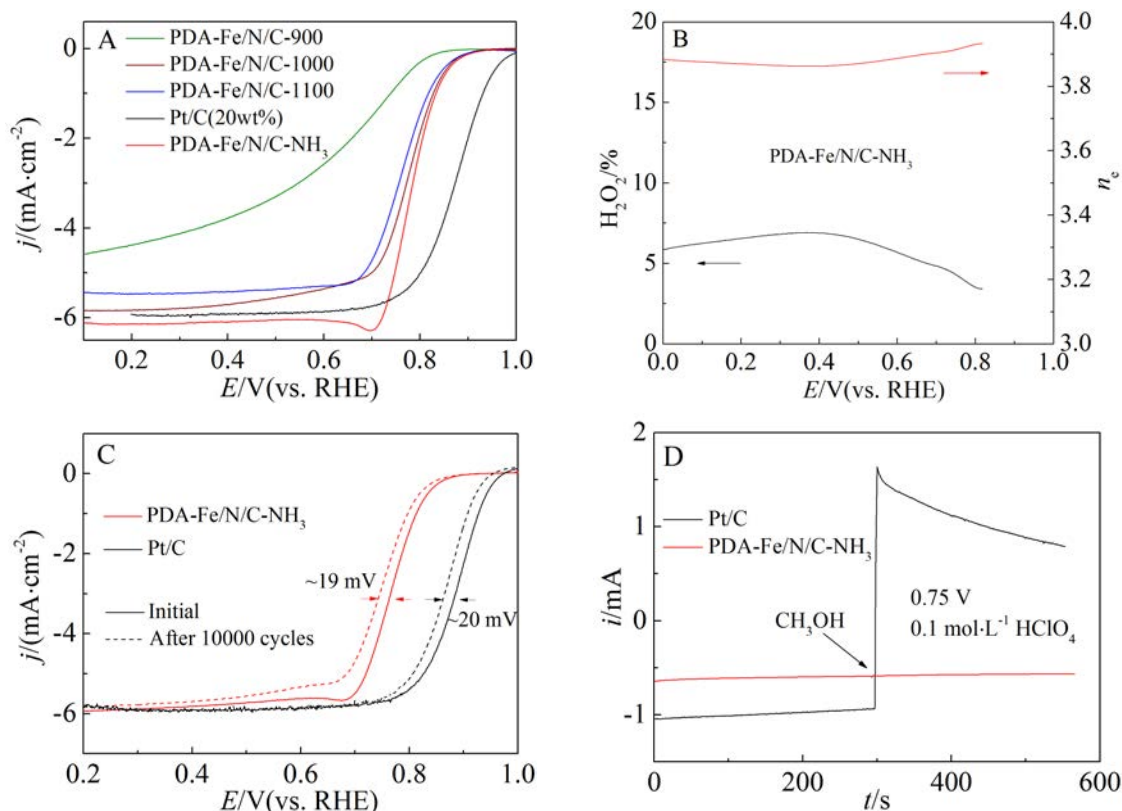 A
PDA-Fe/N/C-900
PDA-Fe/N/C-1000
PDA-Fe/N/C-1100
Pt/C(20wt%)
PDA-Fe/N/C-NH₃
j/(mA·cm⁻²)
0
-2
-4
-6
0.2 0.4 0.6 0.8 1.0
E/V(vs. RHE)
B
H₂O₂/%
20
15
10
5
0
PDA-Fe/N/C-NH₃
4.0
3.8
3.6
3.4
3.2
3.0
nₑ
0.0 0.2 0.4 0.6 0.8 1.0
E/V(vs. RHE)
C
PDA-Fe/N/C-NH₃
Pt/C
Initial
After 10000 cycles
~19 mV
~20 mV
j/(mA·cm⁻²)
0
-2
-4
-6
0.2 0.4 0.6 0.8 1.0
E/V(vs. RHE)
D
Pt/C
PDA-Fe/N/C-NH₃
0.75 V
0.1 mol·L⁻¹ HClO₄
CH₃OH
i/mA
2
1
0
-1
0 200 400 600
t/s